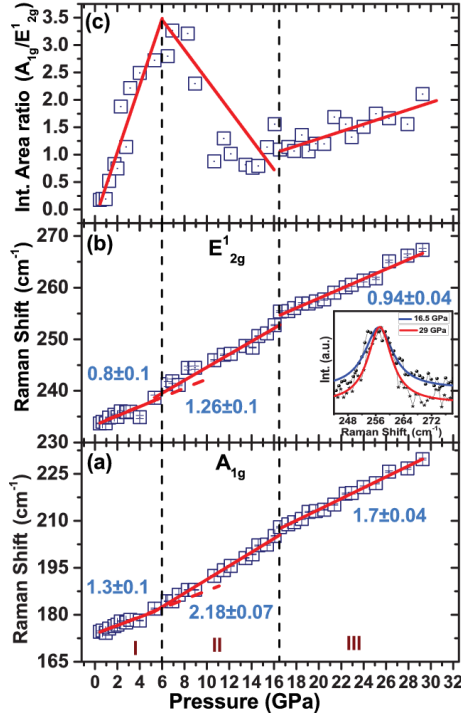 (c)
Int. Area ratio (A1g/E12g)
3.5
3.0
2.5
2.0
1.5
1.0
0.5
0.0
(b)
E12g
Raman Shift (cm-1)
270
260
250
240
230
0.8±0.1
1.26±0.1
0.94±0.04
16.5 GPa
29 GPa
Int. (a.u.)
248 256 264 272
Raman Shift (cm-1)
(a)
A1g
Raman Shift (cm-1)
225
210
195
180
165
1.3±0.1
2.18±0.07
1.7±0.04
I II III
0 2 4 6 8 10 12 14 16 18 20 22 24 26 28 30 32
Pressure (GPa)